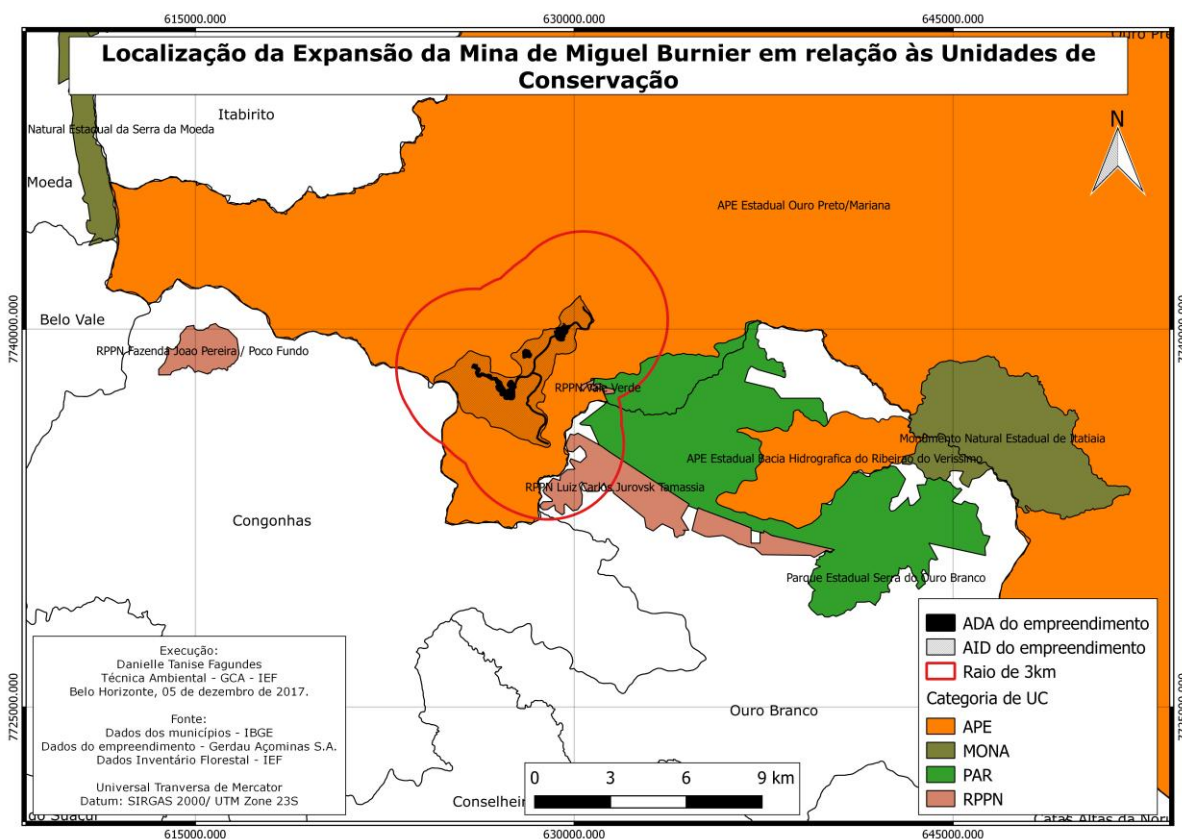 615000.000 630000.000 645000.000
Ouro Pre
Localização da Expansão da Mina de Miguel Burnier em relação às Unidades de
Conservação
Itabirito
N
Natural Estadual da Serra da Moeda
Moeda
APE Estadual Ouro Preto/Mariana
Belo Vale
7740000.000
7740000.000
RPPN Fazenda Joao Pereira / Poco Fundo
RPPN Vale Verde
Monumento Natural Estadual de Itatiaia
APE Estadual Bacia Hidrografica do Ribeirao do Verissimo
RPPN Luiz Carlos Jurovsk Tamassia
Congonhas
Parque Estadual Serra do Ouro Branco
ADA do empreendimento
AID do empreendimento
Raio de 3km
Categoria de UC
APE
MONA
PAR
RPPN
Execução:
Danielle Tanise Fagundes
Técnica Ambiental - GCA - IEF
Belo Horizonte, 05 de dezembro de 2017.
Fonte:
Dados dos municípios - IBGE
Dados do empreendimento - Gerdau Açominas S.A.
Dados Inventário Florestal - IEF
Universal Tranversa de Mercator
Datum: SIRGAS 2000/ UTM Zone 23S
7725000.000
7725000.000
Ouro Branco
0 3 6 9 km
Conselhei
615000.000 630000.000 645000.000